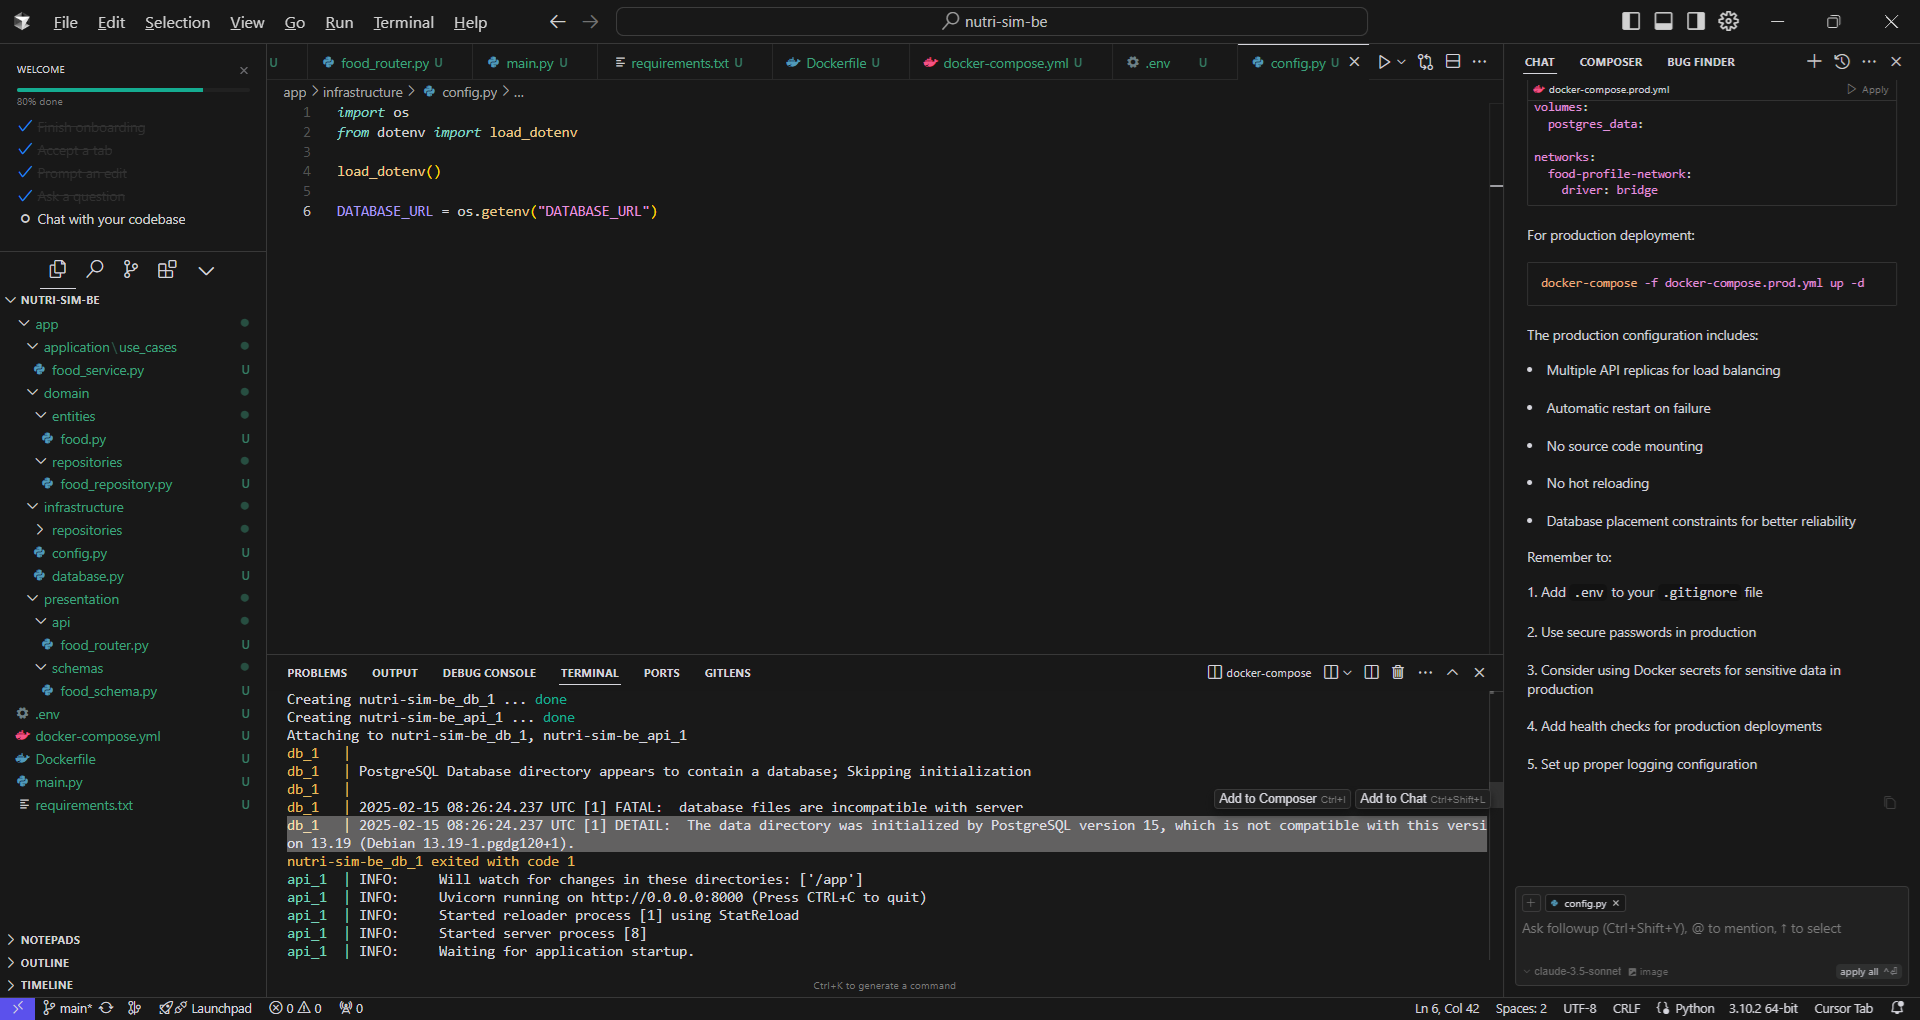 File Edit Selection View Go Run Terminal Help
nutri-sim-be
WELCOME
80% done
Finish onboarding
Accept a tab
Prompt an edit
Ask a question
Chat with your codebase
NUTRI-SIM-BE
app
application\use_cases
food_service.py U
domain
entities
food.py U
repositories
food_repository.py U
infrastructure
repositories
config.py U
database.py U
presentation
api
food_router.py U
schemas
food_schema.py U
.env U
docker-compose.yml U
Dockerfile U
main.py U
requirements.txt U
NOTEPADS
OUTLINE
TIMELINE
U food_router.py U main.py U requirements.txt U Dockerfile U docker-compose.yml U .env U config.py U
app > infrastructure > config.py > ...
1 import os
2 from dotenv import load_dotenv
3
4 load_dotenv()
5
6 DATABASE_URL = os.getenv("DATABASE_URL")
PROBLEMS OUTPUT DEBUG CONSOLE TERMINAL PORTS GITLENS
docker-compose
Creating nutri-sim-be_db_1 ... done
Creating nutri-sim-be_api_1 ... done
Attaching to nutri-sim-be_db_1, nutri-sim-be_api_1
db_1 |
db_1 | PostgreSQL Database directory appears to contain a database; Skipping initialization
db_1 |
db_1 | 2025-02-15 08:26:24.237 UTC [1] FATAL: database files are incompatible with server
Add to Composer Ctrl+I Add to Chat Ctrl+Shift+L
db_1 | 2025-02-15 08:26:24.237 UTC [1] DETAIL: The data directory was initialized by PostgreSQL version 15, which is not compatible with this versi
on 13.19 (Debian 13.19-1.pgdg120+1).
nutri-sim-be_db_1 exited with code 1
api_1 | INFO: Will watch for changes in these directories: ['/app']
api_1 | INFO: Uvicorn running on http://0.0.0.0:8000 (Press CTRL+C to quit)
api_1 | INFO: Started reloader process [1] using StatReload
api_1 | INFO: Started server process [8]
api_1 | INFO: Waiting for application startup.
Ctrl+K to generate a command
CHAT COMPOSER BUG FINDER
docker-compose.prod.yml Apply
volumes:
postgres_data:
networks:
food-profile-network:
driver: bridge
For production deployment:
docker-compose -f docker-compose.prod.yml up -d
The production configuration includes:
• Multiple API replicas for load balancing
• Automatic restart on failure
• No source code mounting
• No hot reloading
• Database placement constraints for better reliability
Remember to:
1. Add .env to your .gitignore file
2. Use secure passwords in production
3. Consider using Docker secrets for sensitive data in
production
4. Add health checks for production deployments
5. Set up proper logging configuration
config.py
Ask followup (Ctrl+Shift+Y), @ to mention, ↑ to select
claude-3.5-sonnet image apply all
main* Launchpad 0 0 0 Ln 6, Col 42 Spaces: 2 UTF-8 CRLF Python 3.10.2 64-bit Cursor Tab